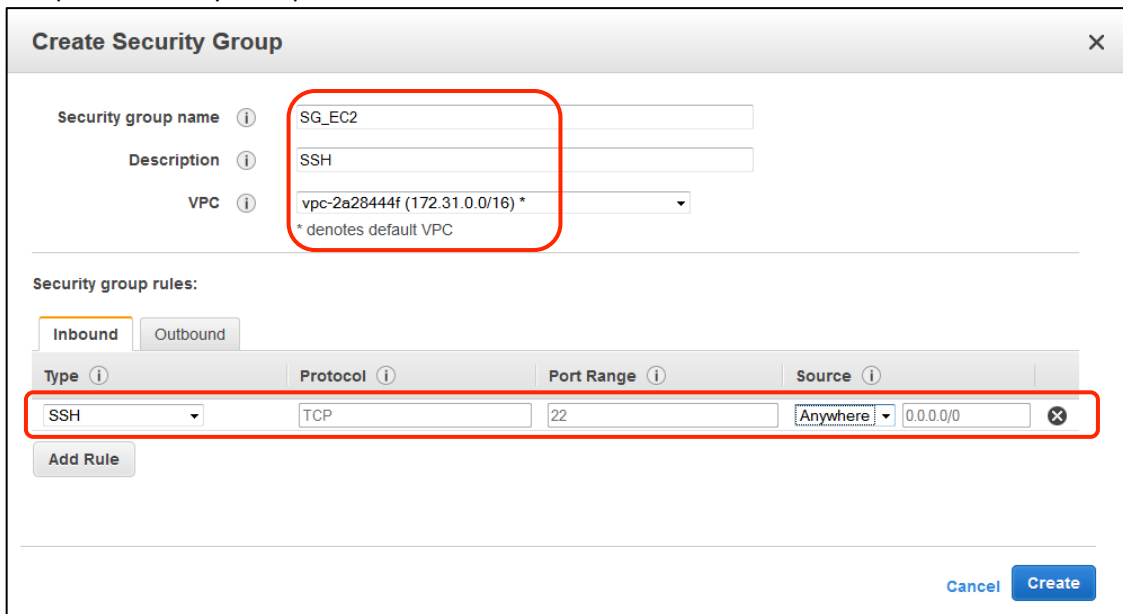 Create Security Group
Security group name
SG_EC2
Description
SSH
VPC
vpc-2a28444f (172.31.0.0/16) *
* denotes default VPC
Security group rules:
Inbound Outbound
Type Protocol Port Range Source
SSH TCP 22 Anywhere 0.0.0.0/0
Add Rule
Cancel Create